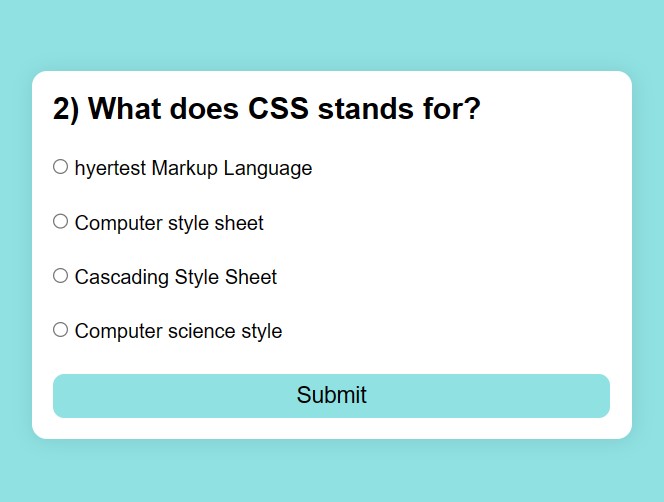 2) What does CSS stands for?
hyertest Markup Language
Computer style sheet
Cascading Style Sheet
Computer science style
Submit